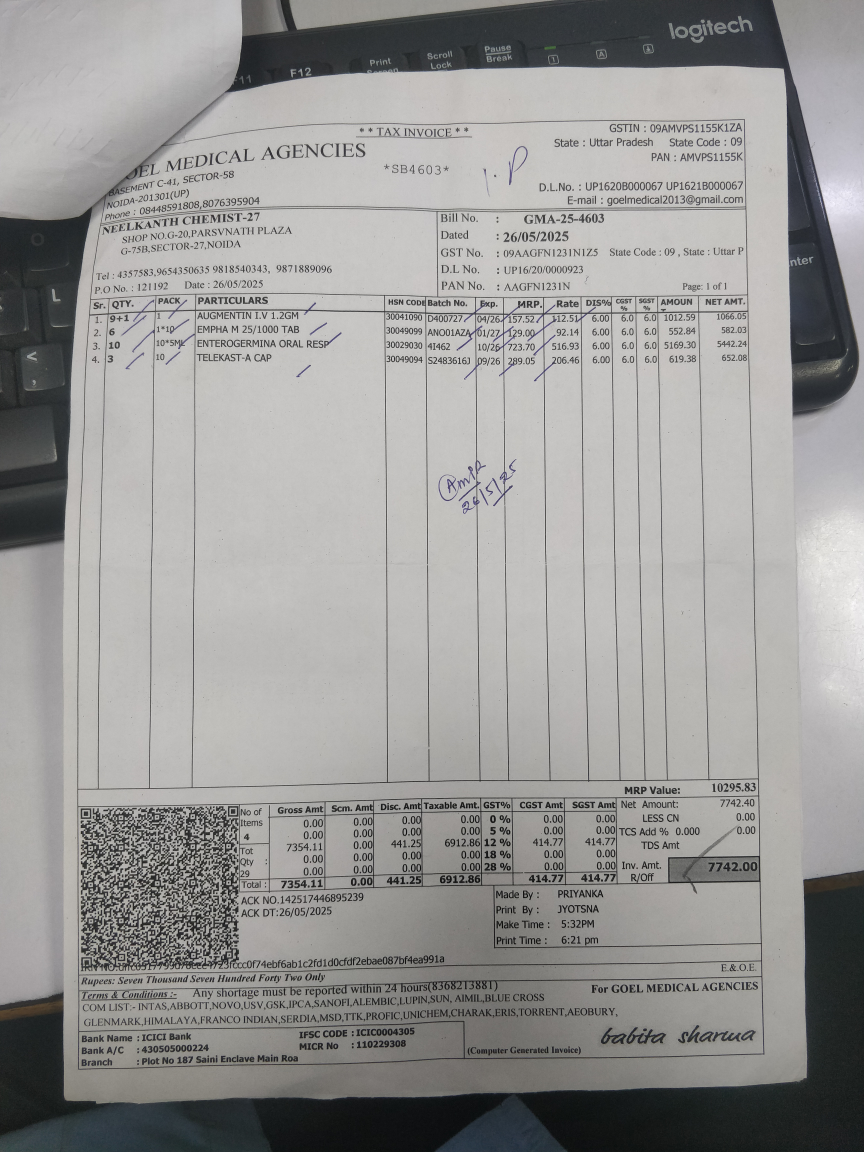 logitech
F11 F12 Print Screen Scroll Lock Pause Break 1 A
L
<
,
Enter
* * TAX INVOICE * *
GSTIN : 09AMVPS1155K1ZA
State : Uttar Pradesh State Code : 09
PAN : AMVPS1155K
GOEL MEDICAL AGENCIES
*SB4603*
1.P
BASEMENT C-41, SECTOR-58
NOIDA-201301(UP)
Phone : 08448591808,8076395904
D.L.No. : UP1620B000067 UP1621B000067
E-mail : goelmedical2013@gmail.com
NEELKANTH CHEMIST-27
SHOP NO.G-20,PARSVNATH PLAZA
G-75B,SECTOR-27,NOIDA
Tel : 4357583,9654350635 9818540343, 9871889096
P.O No. : 121192 Date : 26/05/2025
Bill No. : GMA-25-4603
Dated : 26/05/2025
GST No. : 09AAGFN1231N1Z5 State Code : 09 , State : Uttar P
D.L No. : UP16/20/0000923
PAN No. : AAGFN1231N Page: 1 of 1
Sr. QTY. PACK PARTICULARS HSN CODE Batch No. Exp. MRP. Rate DIS% CGST % SGST % AMOUN NET AMT.
1. 9+1 1 AUGMENTIN I.V 1.2GM 30041090 D400727 04/26 157.52 112.51 6.00 6.0 6.0 1012.59 1066.05
2. 6 1*10 EMPHA M 25/1000 TAB 30049099 ANO01AZA 01/27 129.00 92.14 6.00 6.0 6.0 552.84 582.03
3. 10 10*5ML ENTEROGERMINA ORAL RESP 30029030 4I462 10/26 723.70 516.93 6.00 6.0 6.0 5169.30 5442.24
4. 3 10 TELEKAST-A CAP 30049094 S2483616J 09/26 289.05 206.46 6.00 6.0 6.0 619.38 652.08
26/5/25
MRP Value: 10295.83
No of Items 4 Tot Qty : 29
Gross Amt Scm. Amt Disc. Amt Taxable Amt. GST% CGST Amt SGST Amt
0.00 0.00 0.00 0.00 0 % 0.00 0.00
0.00 0.00 0.00 0.00 5 % 0.00 0.00
7354.11 0.00 441.25 6912.86 12 % 414.77 414.77
0.00 0.00 0.00 0.00 18 % 0.00 0.00
0.00 0.00 0.00 0.00 28 % 0.00 0.00
Total : 7354.11 0.00 441.25 6912.86 414.77 414.77
Net Amount: 7742.40
LESS CN 0.00
TCS Add % 0.000 0.00
TDS Amt
Inv. Amt. R/Off 7742.00
ACK NO.142517446895239
ACK DT:26/05/2025
Made By : PRIYANKA
Print By : JYOTSNA
Make Time : 5:32PM
Print Time : 6:21 pm
E.&O.E.
Rupees: Seven Thousand Seven Hundred Forty Two Only
Terms & Conditions :- Any shortage must be reported within 24 hours(8368213881)
For GOEL MEDICAL AGENCIES
COM LIST:- INTAS,ABBOTT,NOVO,USV,GSK,IPCA,SANOFI,ALEMBIC,LUPIN,SUN, AIMIL,BLUE CROSS
GLENMARK,HIMALAYA,FRANCO INDIAN,SERDIA,MSD,TTK,PROFIC,UNICHEM,CHARAK,ERIS,TORRENT,AEOBURY,
Bank Name : ICICI Bank IFSC CODE : ICIC0004305
Bank A/C : 430505000224 MICR No : 110229308
Branch : Plot No 187 Saini Enclave Main Roa
(Computer Generated Invoice)
babita sharma